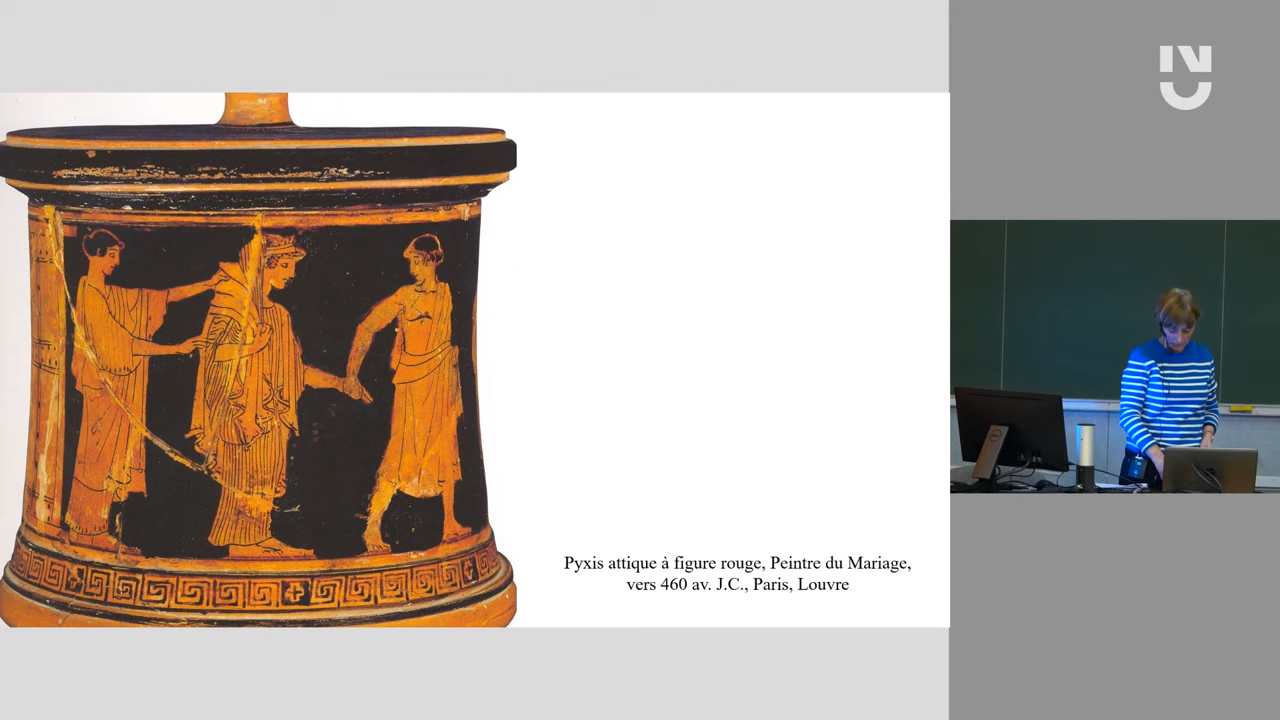 Pyxis attique à figure rouge, Peintre du Mariage,
vers 460 av. J.C., Paris, Louvre